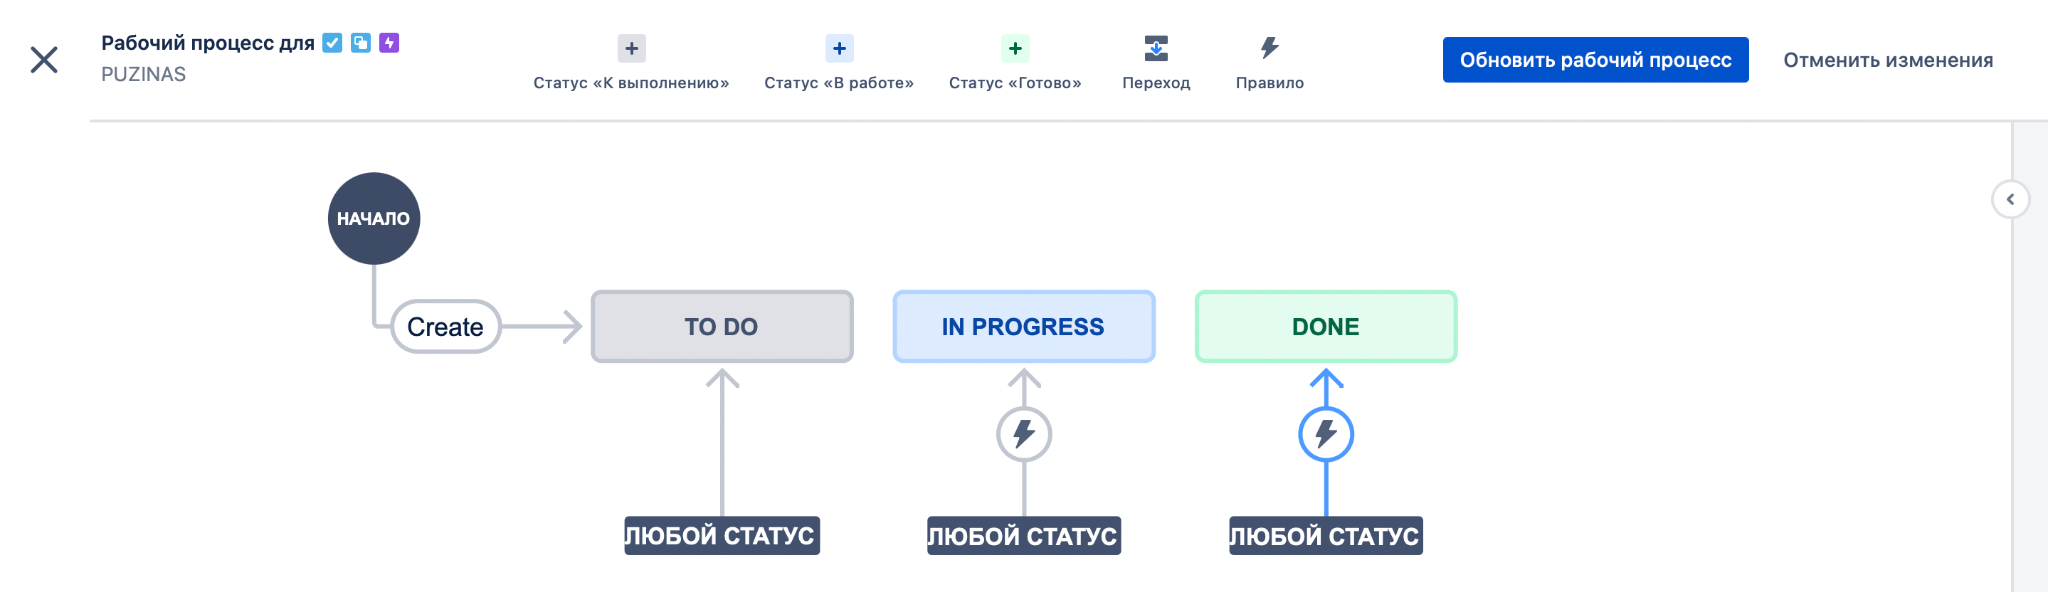 Рабочий процесс для
PUZINAS
Статус «К выполнению»
Статус «В работе»
Статус «Готово»
Переход
Правило
Обновить рабочий процесс
Отменить изменения
НАЧАЛО
Create
TO DO
IN PROGRESS
DONE
ЛЮБОЙ СТАТУС
ЛЮБОЙ СТАТУС
ЛЮБОЙ СТАТУС